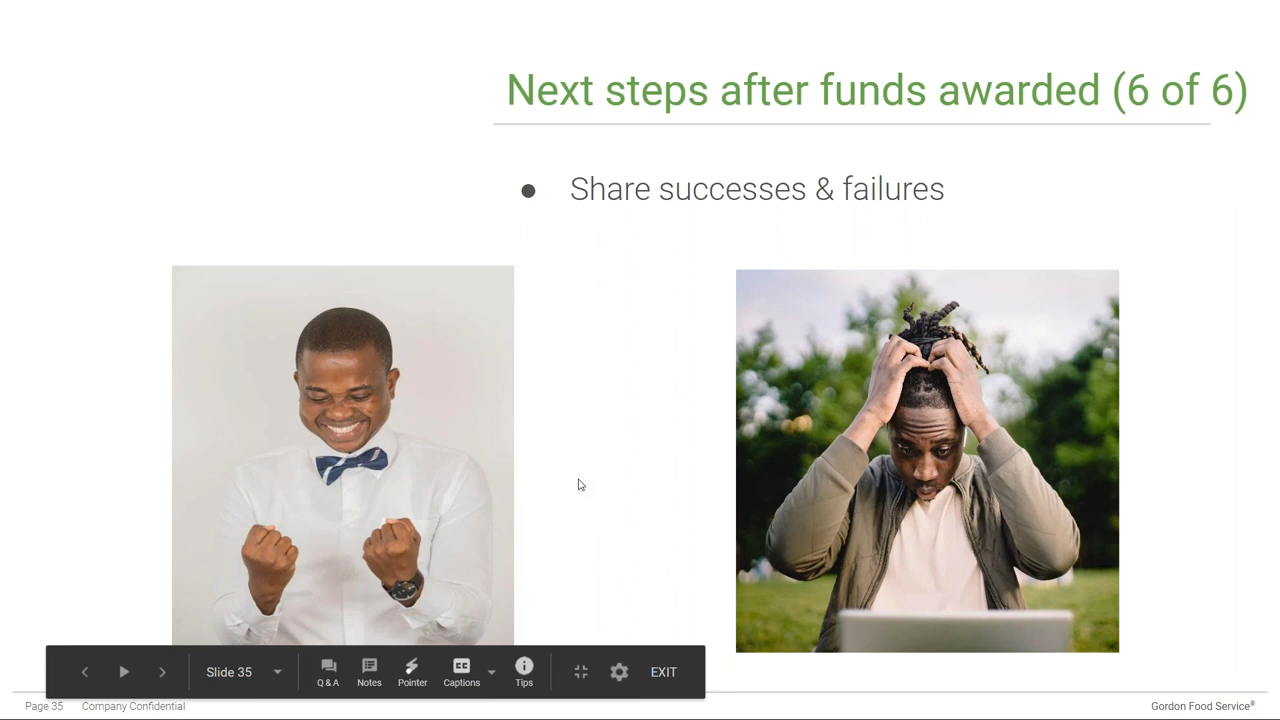 Next steps after funds awarded (6 of 6)
● Share successes & failures
Slide 35
Q & A
Notes
Pointer
CC
Captions
Tips
EXIT
Page 35 Company Confidential
Gordon Food Service®